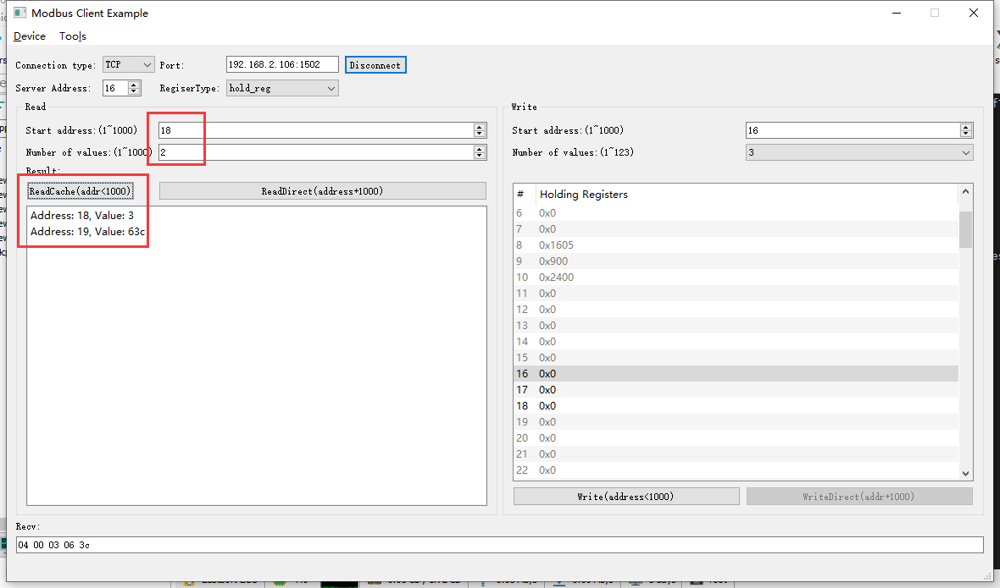 Modbus Client Example
Device Tools
Connection type: TCP Port: 192.168.2.106:1502 Disconnect
Server Address: 16 RegiserType: hold_reg
Read
Start address:(1~1000) 18
Number of values:(1~1000) 2
Result:
ReadCache(addr<1000) ReadDirect(address+1000)
Address: 18, Value: 3
Address: 19, Value: 63c
Write
Start address:(1~1000) 16
Number of values:(1~123) 3
# Holding Registers
6 0x0
7 0x0
8 0x1605
9 0x900
10 0x2400
11 0x0
12 0x0
13 0x0
14 0x0
15 0x0
16 0x0
17 0x0
18 0x0
19 0x0
20 0x0
21 0x0
22 0x0
Write(address<1000) WriteDirect(addr+1000)
Recv:
04 00 03 06 3c